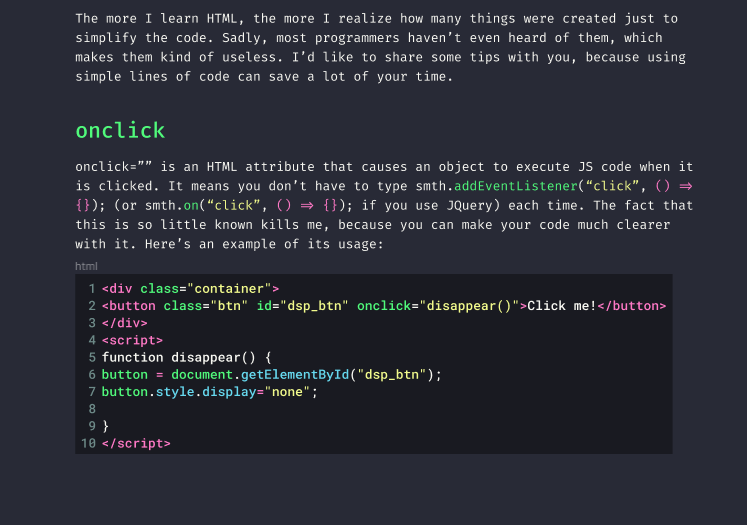 The more I learn HTML, the more I realize how many things were created just to
simplify the code. Sadly, most programmers haven’t even heard of them, which
makes them kind of useless. I’d like to share some tips with you, because using
simple lines of code can save a lot of your time.
onclick
onclick=”” is an HTML attribute that causes an object to execute JS code when it
is clicked. It means you don’t have to type smth.addEventListener(“click”, () =>
{}); (or smth.on(“click”, () => {}); if you use JQuery) each time. The fact that
this is so little known kills me, because you can make your code much clearer
with it. Here’s an example of its usage:
html
1 <div class="container">
2 <button class="btn" id="dsp_btn" onclick="disappear()">Click me!</button>
3 </div>
4 <script>
5 function disappear() {
6 button = document.getElementById("dsp_btn");
7 button.style.display="none";
8
9 }
10 </script>